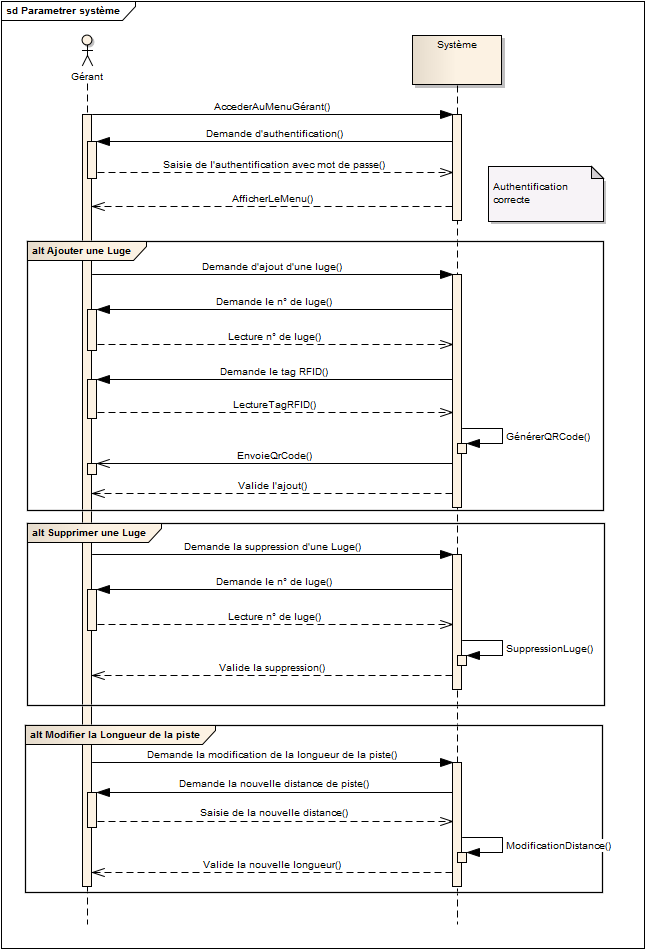 sd Parametrer système
Gérant
Système
AccederAuMenuGérant()
Demande d'authentification()
Saisie de l'authentification avec mot de passe()
Authentification
correcte
AfficherLeMenu()
alt Ajouter une Luge
Demande d'ajout d'une luge()
Demande le n° de luge()
Lecture n° de luge()
Demande le tag RFID()
LectureTagRFID()
GénérerQRCode()
EnvoieQrCode()
Valide l'ajout()
alt Supprimer une Luge
Demande la suppression d'une Luge()
Demande le n° de luge()
Lecture n° de luge()
SuppressionLuge()
Valide la suppression()
alt Modifier la Longueur de la piste
Demande la modification de la longueur de la piste()
Demande la nouvelle distance de piste()
Saisie de la nouvelle distance()
ModificationDistance()
Valide la nouvelle longueur()